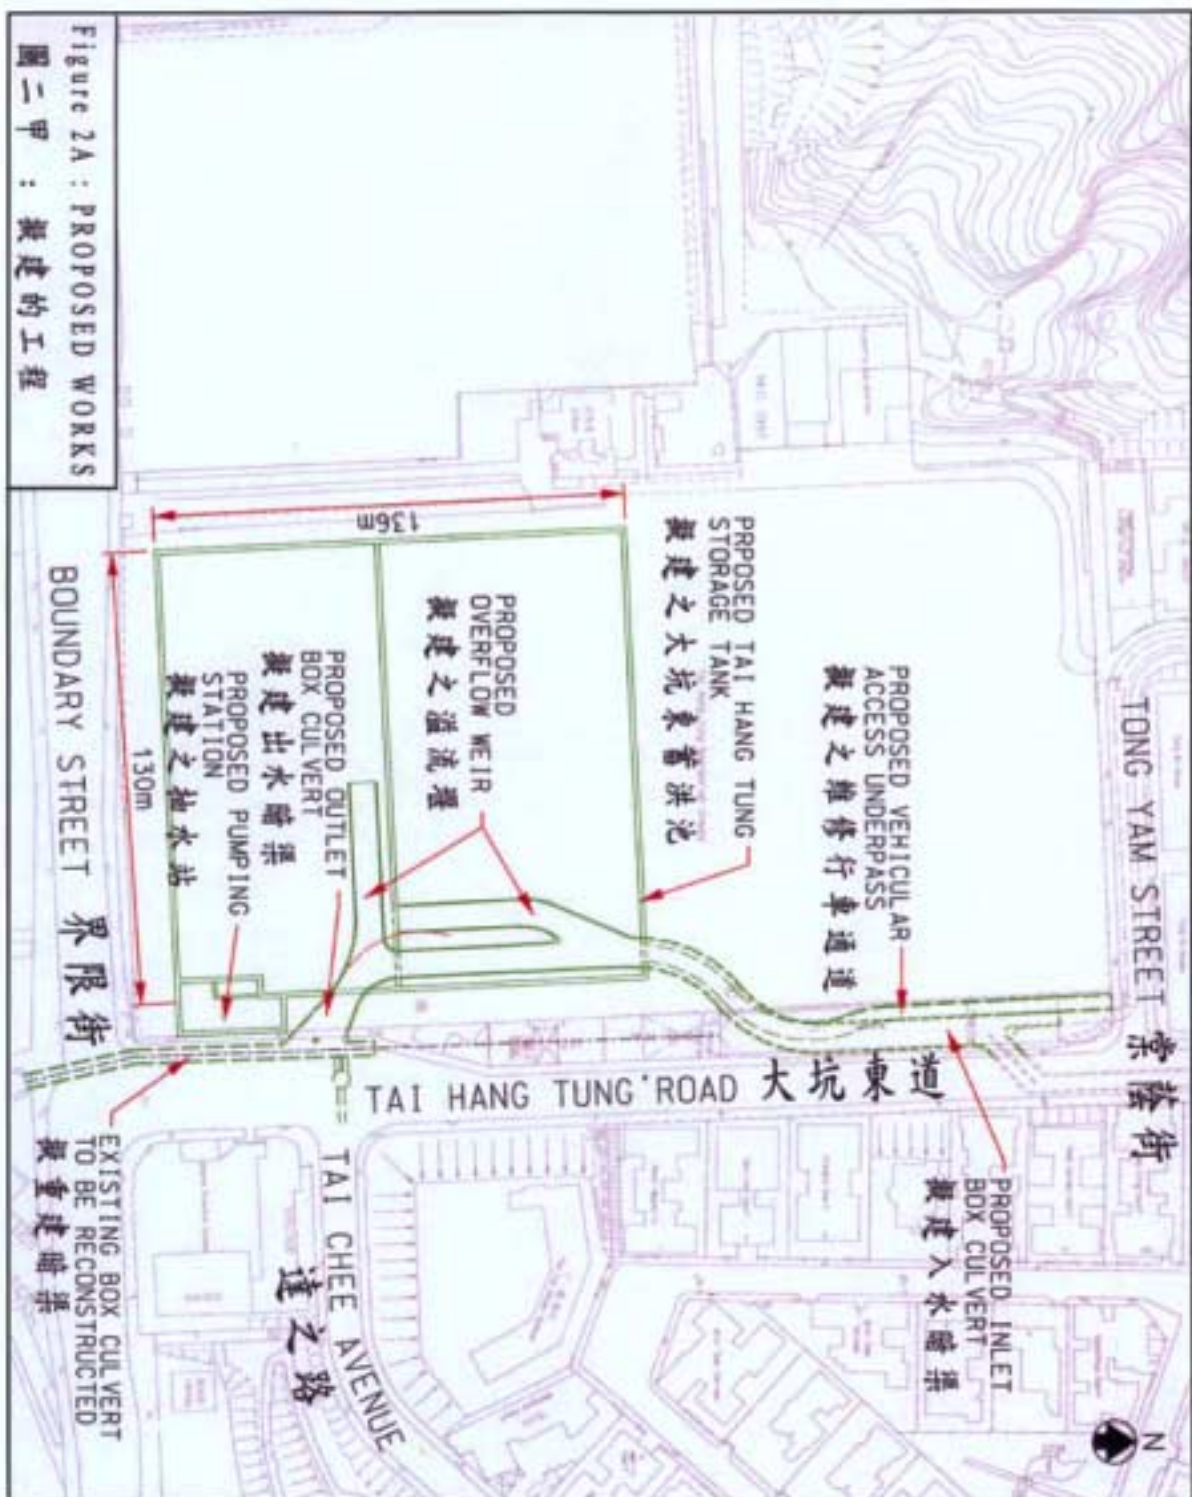 TONG YAM STREET 棠蔭街
N
PROPOSED VEHICULAR
ACCESS UNDERPASS
擬建之維修行車通道
PROPOSED INLET
BOX CULVERT
擬建入水暗渠
PRPOSED TAI HANG TUNG
STORAGE TANK
擬建之大坑東蓄洪池
TAI HANG TUNG ROAD 大坑東道
136m
PROPOSED
OVERFLOW WEIR
擬建之溢流堰
PROPOSED OUTLET
BOX CULVERT
擬建出水暗渠
PROPOSED PUMPING
STATION
擬建之抽水站
130m
TAI CHEE AVENUE
達之路
BOUNDARY STREET 界限街
EXISTING BOX CULVERT
TO BE RECONSTRUCTED
擬重建暗渠
Figure 2A : PROPOSED WORKS
圖二甲 : 擬建的工程